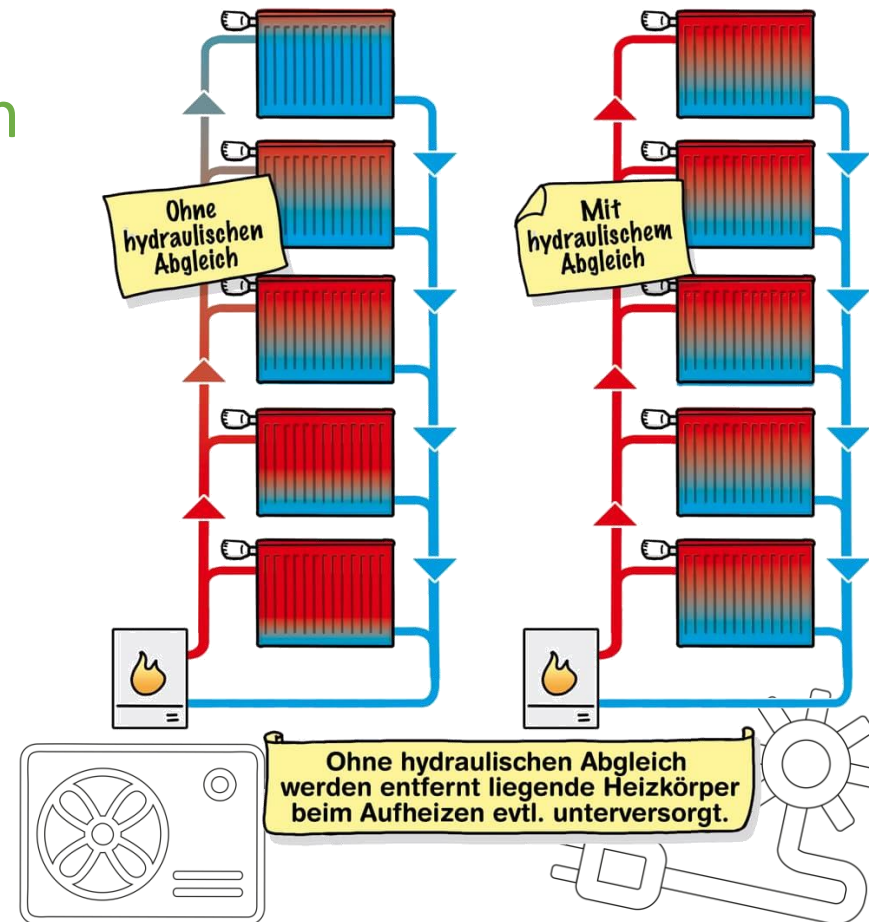 n
Ohne
hydraulischen
Abgleich
Mit
hydraulischem
Abgleich
Ohne hydraulischen Abgleich
werden entfernt liegende Heizkörper
beim Aufheizen evtl. unterversorgt.